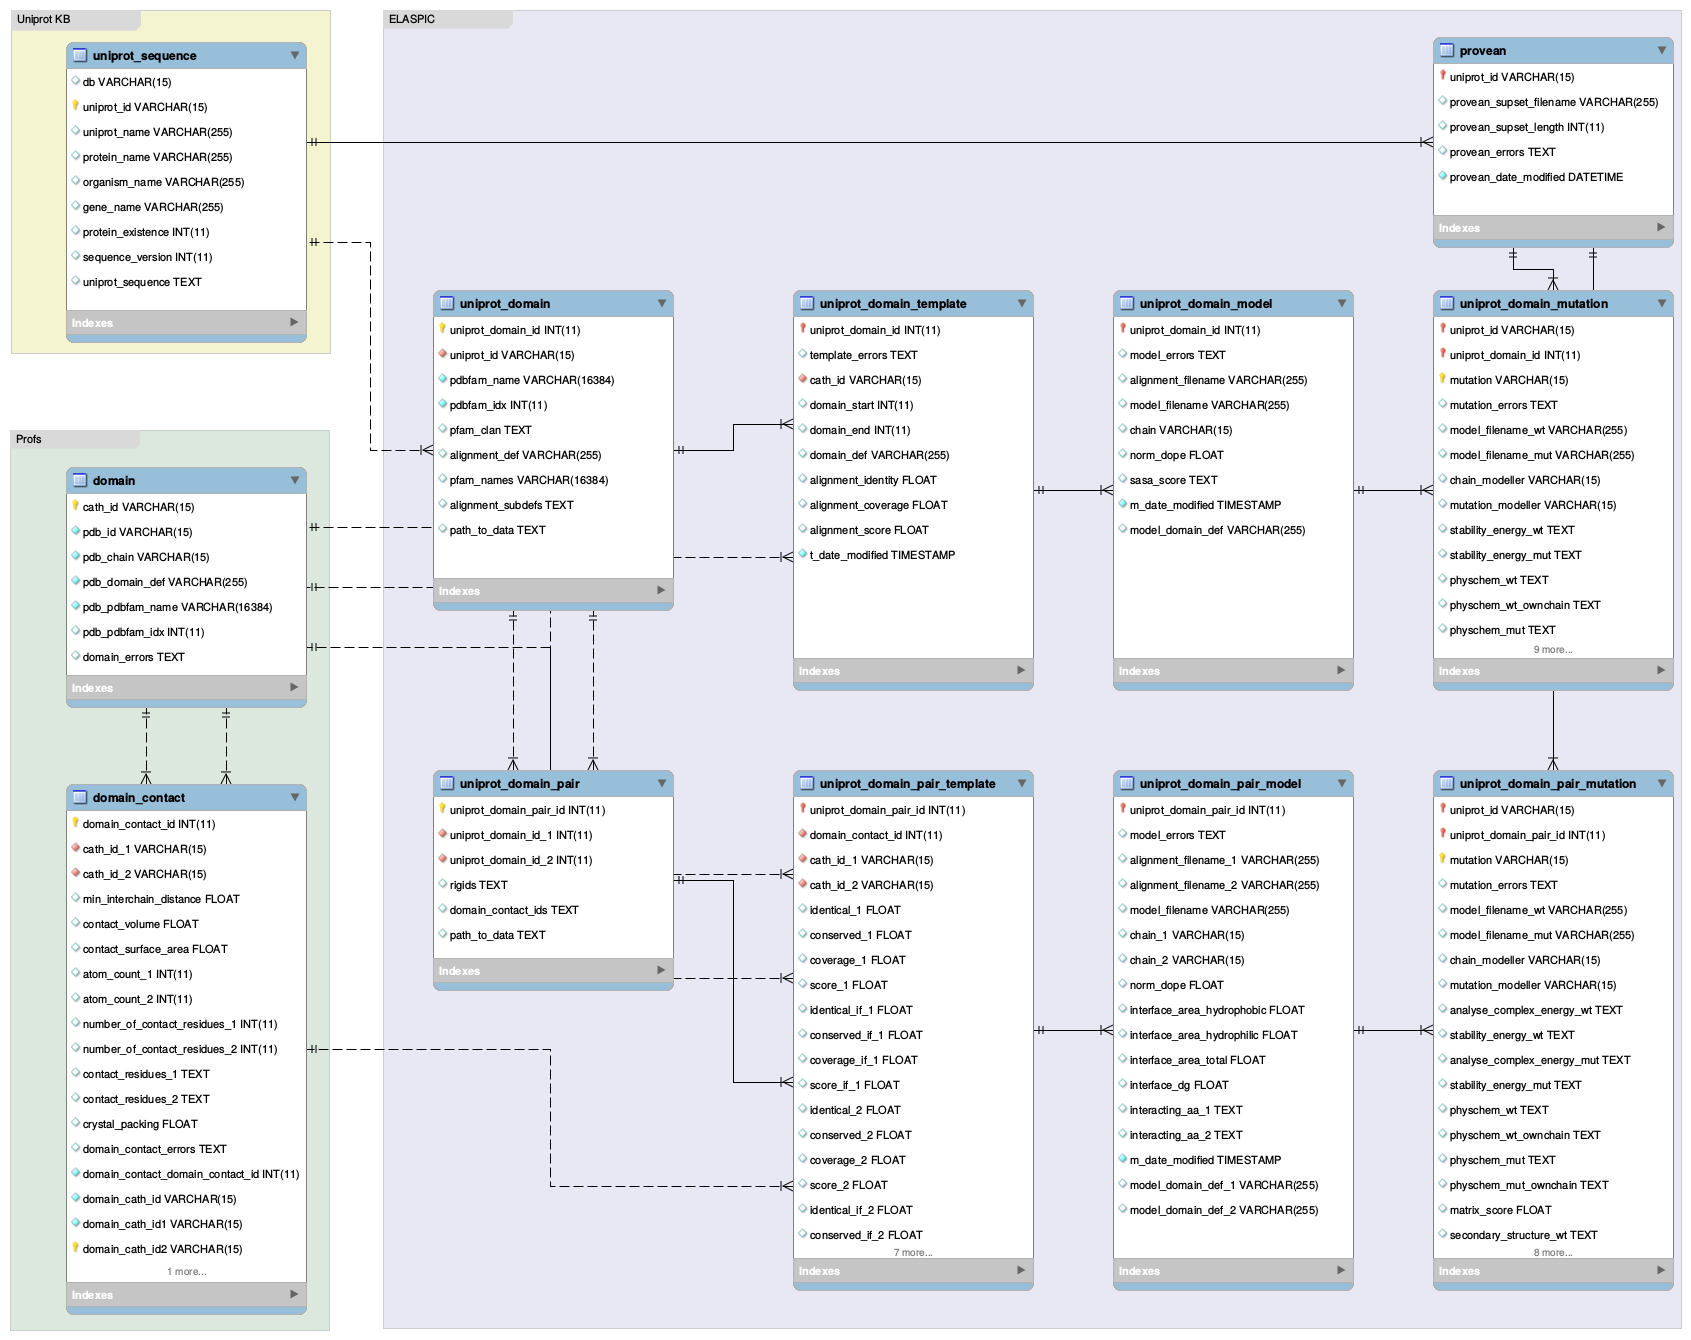 Uniprot KB
uniprot_sequence
db VARCHAR(15)
uniprot_id VARCHAR(15)
uniprot_name VARCHAR(255)
protein_name VARCHAR(255)
organism_name VARCHAR(255)
gene_name VARCHAR(255)
protein_existence INT(11)
sequence_version INT(11)
uniprot_sequence TEXT
Indexes
Profs
domain
cath_id VARCHAR(15)
pdb_id VARCHAR(15)
pdb_chain VARCHAR(15)
pdb_domain_def VARCHAR(255)
pdb_pdbfam_name VARCHAR(16384)
pdb_pdbfam_idx INT(11)
domain_errors TEXT
Indexes
domain_contact
domain_contact_id INT(11)
cath_id_1 VARCHAR(15)
cath_id_2 VARCHAR(15)
min_interchain_distance FLOAT
contact_volume FLOAT
contact_surface_area FLOAT
atom_count_1 INT(11)
atom_count_2 INT(11)
number_of_contact_residues_1 INT(11)
number_of_contact_residues_2 INT(11)
contact_residues_1 TEXT
contact_residues_2 TEXT
crystal_packing FLOAT
domain_contact_errors TEXT
domain_contact_domain_contact_id INT(11)
domain_cath_id VARCHAR(15)
domain_cath_id1 VARCHAR(15)
domain_cath_id2 VARCHAR(15)
1 more...
Indexes
ELASPIC
provean
uniprot_id VARCHAR(15)
provean_supset_filename VARCHAR(255)
provean_supset_length INT(11)
provean_errors TEXT
provean_date_modified DATETIME
Indexes
uniprot_domain
uniprot_domain_id INT(11)
uniprot_id VARCHAR(15)
pdbfam_name VARCHAR(16384)
pdbfam_idx INT(11)
pfam_clan TEXT
alignment_def VARCHAR(255)
pfam_names VARCHAR(16384)
alignment_subdefs TEXT
path_to_data TEXT
Indexes
uniprot_domain_template
uniprot_domain_id INT(11)
template_errors TEXT
cath_id VARCHAR(15)
domain_start INT(11)
domain_end INT(11)
domain_def VARCHAR(255)
alignment_identity FLOAT
alignment_coverage FLOAT
alignment_score FLOAT
t_date_modified TIMESTAMP
Indexes
uniprot_domain_model
uniprot_domain_id INT(11)
model_errors TEXT
alignment_filename VARCHAR(255)
model_filename VARCHAR(255)
chain VARCHAR(15)
norm_dope FLOAT
sasa_score TEXT
m_date_modified TIMESTAMP
model_domain_def VARCHAR(255)
Indexes
uniprot_domain_mutation
uniprot_id VARCHAR(15)
uniprot_domain_id INT(11)
mutation VARCHAR(15)
mutation_errors TEXT
model_filename_wt VARCHAR(255)
model_filename_mut VARCHAR(255)
chain_modeller VARCHAR(15)
mutation_modeller VARCHAR(15)
stability_energy_wt TEXT
stability_energy_mut TEXT
physchem_wt TEXT
physchem_wt_ownchain TEXT
physchem_mut TEXT
9 more...
Indexes
uniprot_domain_pair
uniprot_domain_pair_id INT(11)
uniprot_domain_id_1 INT(11)
uniprot_domain_id_2 INT(11)
rigids TEXT
domain_contact_ids TEXT
path_to_data TEXT
Indexes
uniprot_domain_pair_template
uniprot_domain_pair_id INT(11)
domain_contact_id INT(11)
cath_id_1 VARCHAR(15)
cath_id_2 VARCHAR(15)
identical_1 FLOAT
conserved_1 FLOAT
coverage_1 FLOAT
score_1 FLOAT
identical_if_1 FLOAT
conserved_if_1 FLOAT
coverage_if_1 FLOAT
score_if_1 FLOAT
identical_2 FLOAT
conserved_2 FLOAT
coverage_2 FLOAT
score_2 FLOAT
identical_if_2 FLOAT
conserved_if_2 FLOAT
7 more...
Indexes
uniprot_domain_pair_model
uniprot_domain_pair_id INT(11)
model_errors TEXT
alignment_filename_1 VARCHAR(255)
alignment_filename_2 VARCHAR(255)
model_filename VARCHAR(255)
chain_1 VARCHAR(15)
chain_2 VARCHAR(15)
norm_dope FLOAT
interface_area_hydrophobic FLOAT
interface_area_hydrophilic FLOAT
interface_area_total FLOAT
interface_dg FLOAT
interacting_aa_1 TEXT
interacting_aa_2 TEXT
m_date_modified TIMESTAMP
model_domain_def_1 VARCHAR(255)
model_domain_def_2 VARCHAR(255)
Indexes
uniprot_domain_pair_mutation
uniprot_id VARCHAR(15)
uniprot_domain_pair_id INT(11)
mutation VARCHAR(15)
mutation_errors TEXT
model_filename_wt VARCHAR(255)
model_filename_mut VARCHAR(255)
chain_modeller VARCHAR(15)
mutation_modeller VARCHAR(15)
analyse_complex_energy_wt TEXT
stability_energy_wt TEXT
analyse_complex_energy_mut TEXT
stability_energy_mut TEXT
physchem_wt TEXT
physchem_wt_ownchain TEXT
physchem_mut TEXT
physchem_mut_ownchain TEXT
matrix_score FLOAT
secondary_structure_wt TEXT
8 more...
Indexes